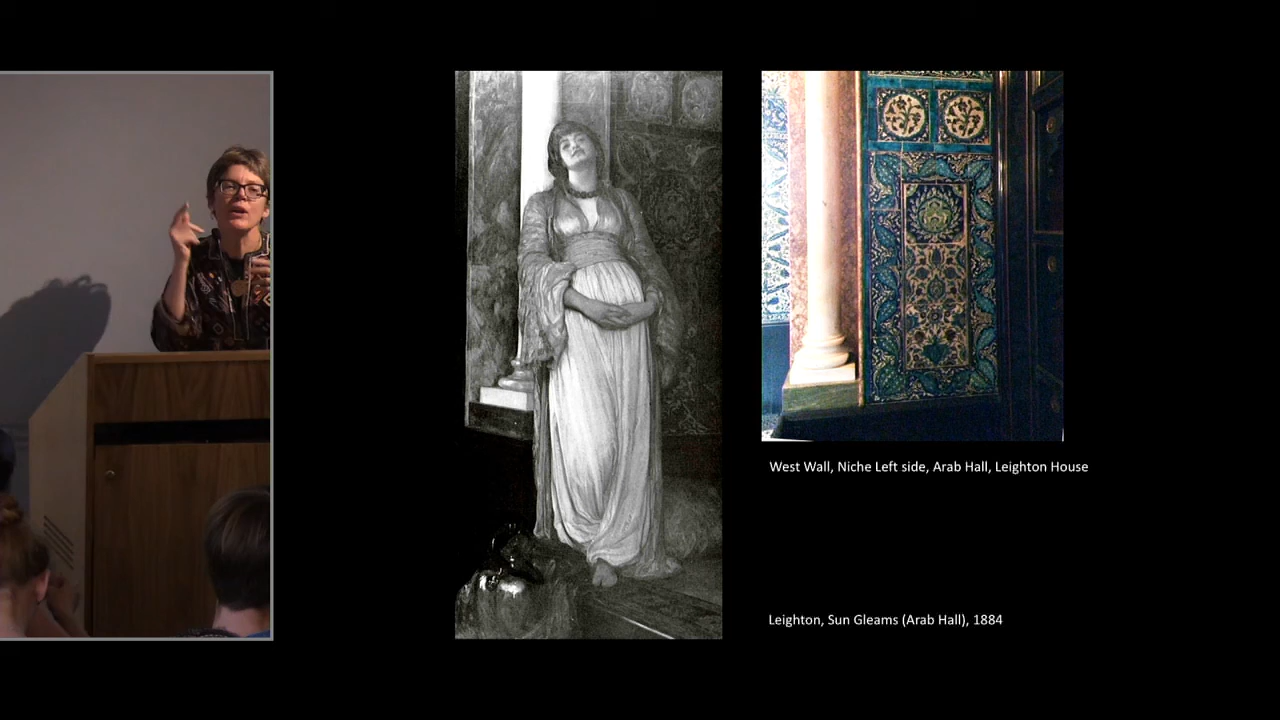 West Wall, Niche Left side, Arab Hall, Leighton House
Leighton, Sun Gleams (Arab Hall), 1884